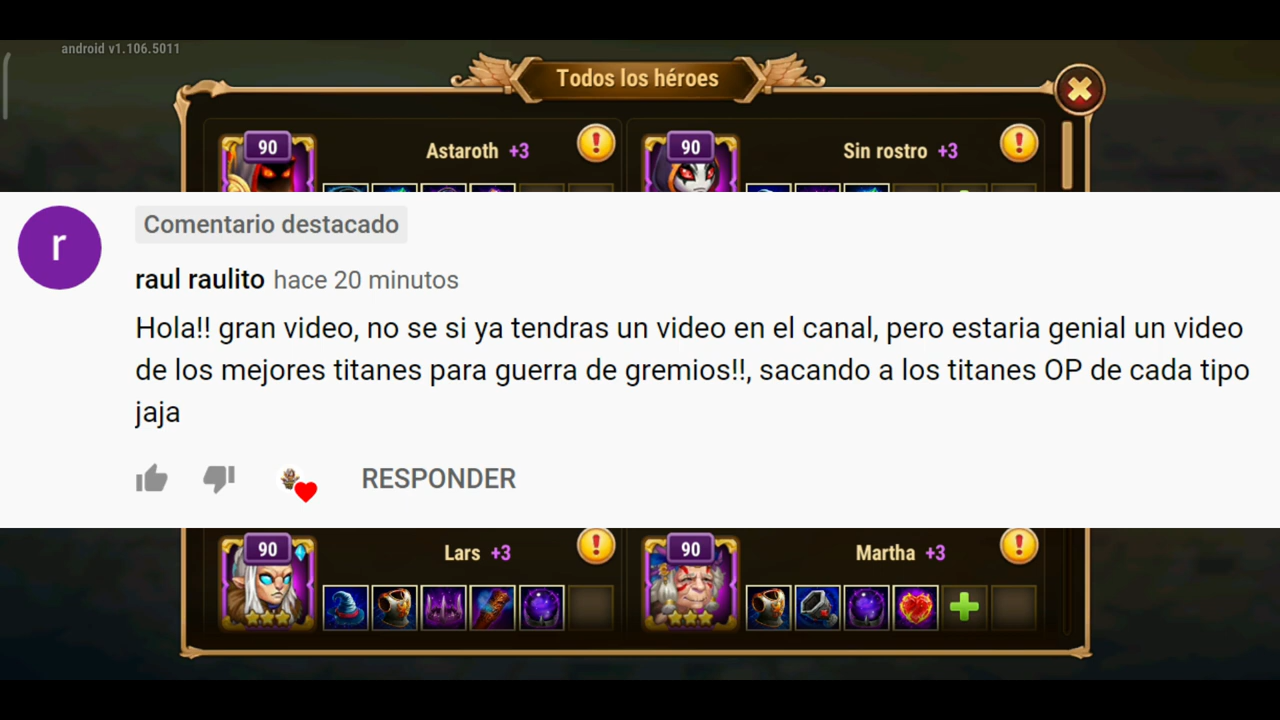 android v1.106.5011
Todos los héroes
90
Astaroth +3
90
Sin rostro +3
r
Comentario destacado
raul raulito hace 20 minutos
Hola!! gran video, no se si ya tendras un video en el canal, pero estaria genial un video
de los mejores titanes para guerra de gremios!!, sacando a los titanes OP de cada tipo
jaja
RESPONDER
90
Lars +3
90
Martha +3